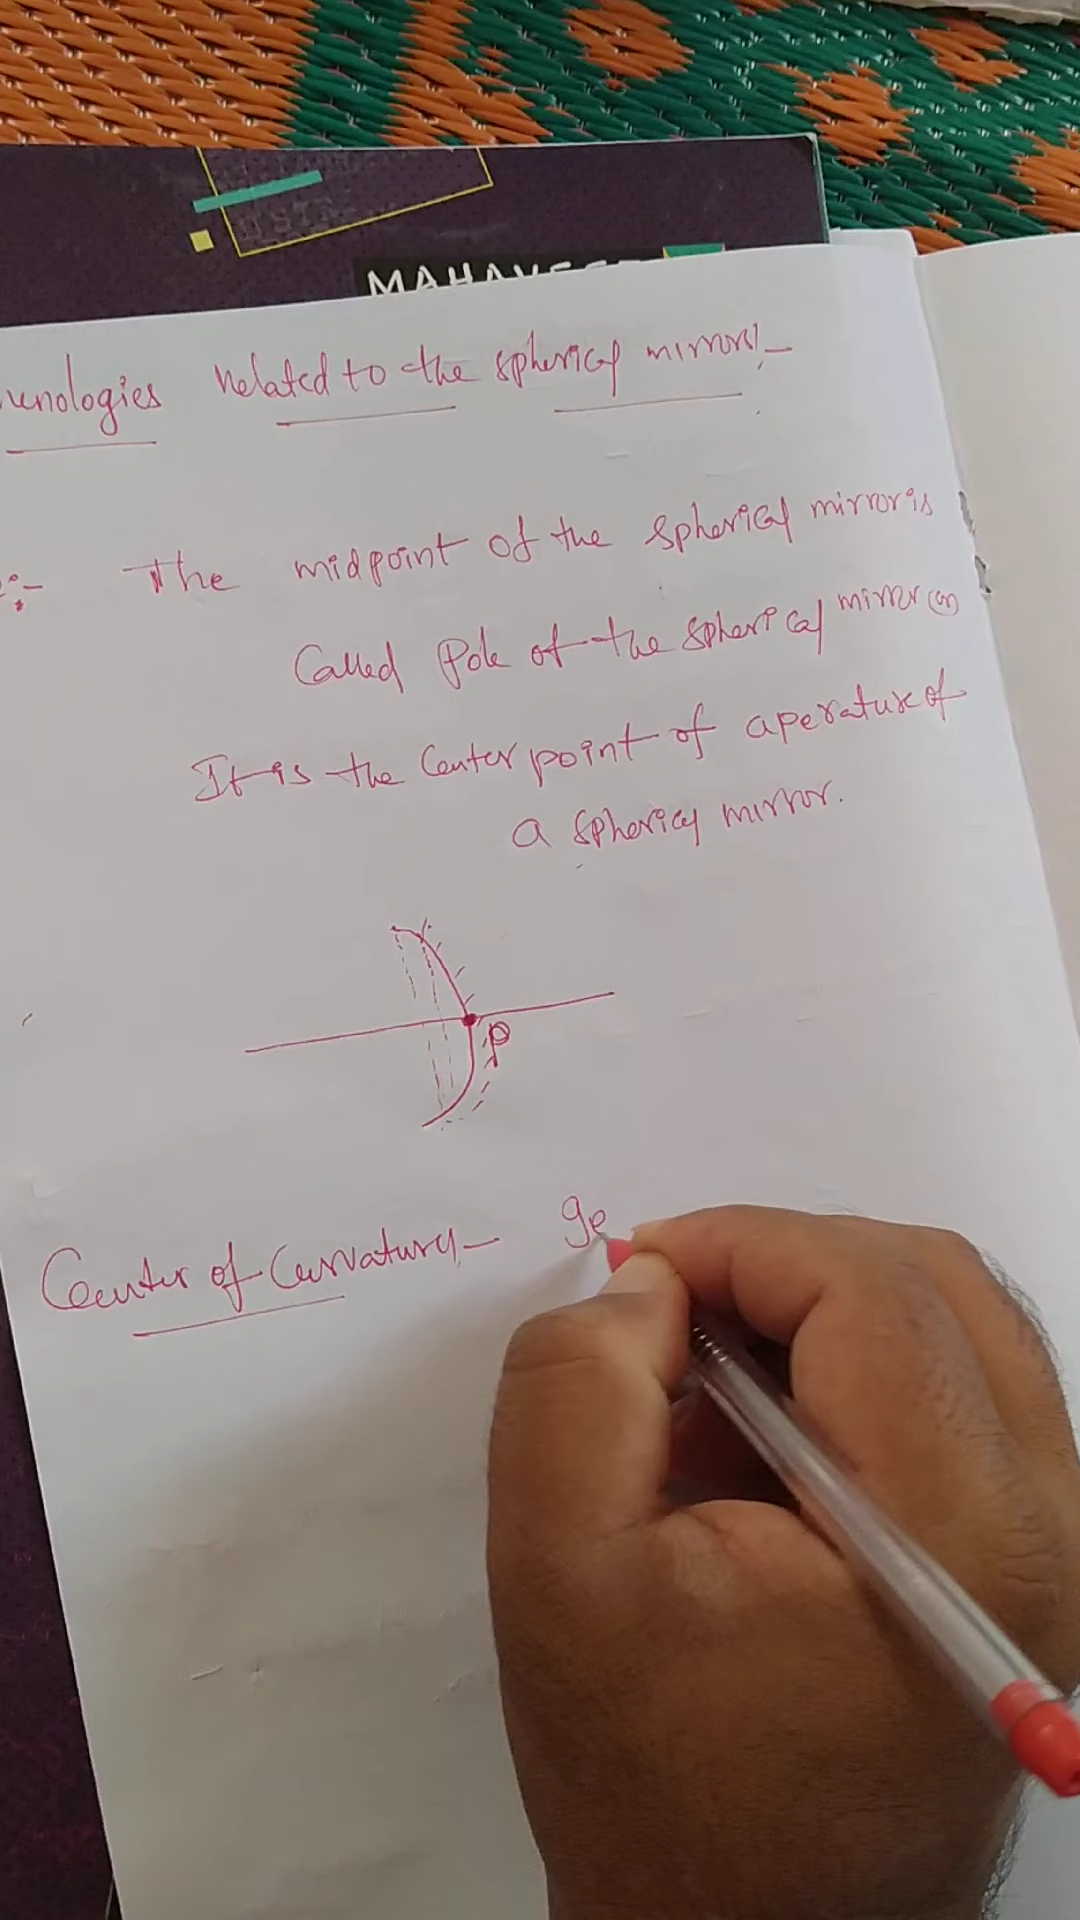 MAHAVEE
unologies related to the spherical mirrors!-
:- The midpoint of the spherical mirror is
Called Pole of the spherical mirror (or)
It is the Center point of aperature of
a spherical mirror.
P
Center of Curvature:- ge